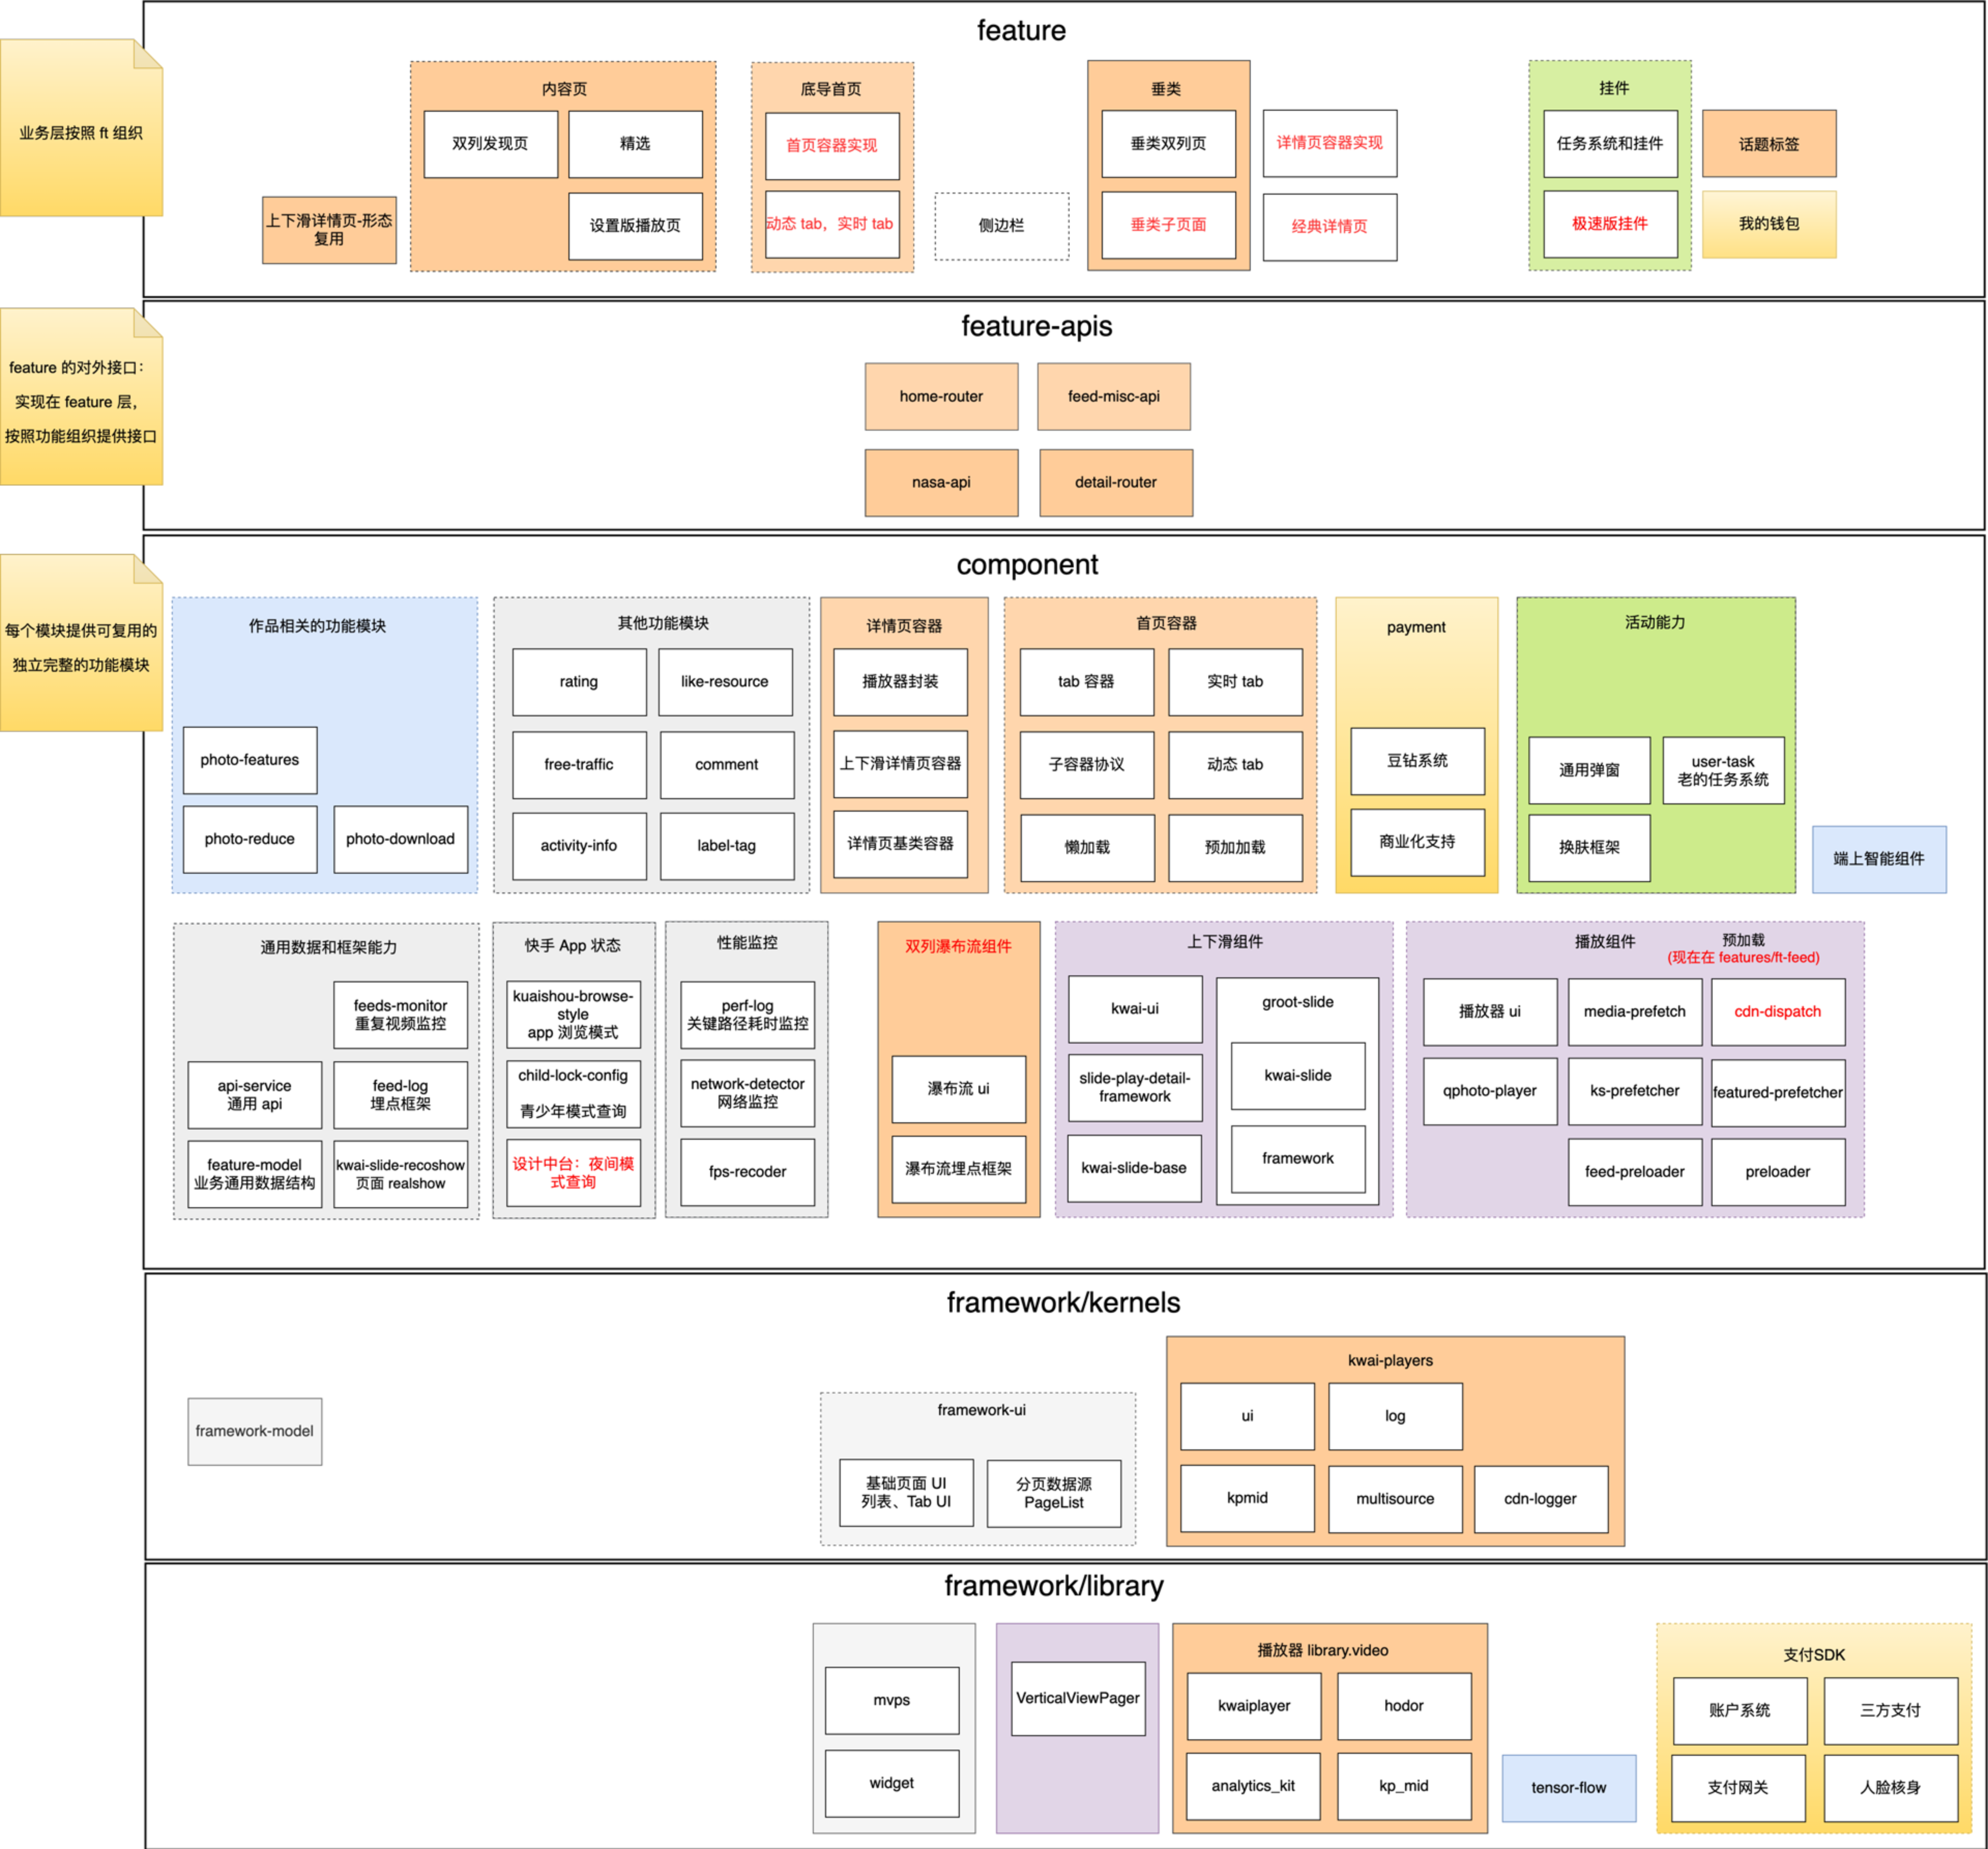 feature
业务层按照 ft 组织
上下滑详情页-形态
复用
内容页
双列发现页
精选
设置版播放页
底导首页
首页容器实现
动态 tab，实时 tab
侧边栏
垂类
垂类双列页
垂类子页面
详情页容器实现
经典详情页
挂件
任务系统和挂件
极速版挂件
话题标签
我的钱包
feature-apis
feature 的对外接口：
实现在 feature 层，
按照功能组织提供接口
home-router
feed-misc-api
nasa-api
detail-router
component
每个模块提供可复用的
独立完整的功能模块
作品相关的功能模块
photo-features
photo-reduce
photo-download
其他功能模块
rating
like-resource
free-traffic
comment
activity-info
label-tag
详情页容器
播放器封装
上下滑详情页容器
详情页基类容器
首页容器
tab 容器
实时 tab
子容器协议
动态 tab
懒加载
预加加载
payment
豆钻系统
商业化支持
活动能力
通用弹窗
user-task
老的任务系统
换肤框架
端上智能组件
通用数据和框架能力
feeds-monitor
重复视频监控
api-service
通用 api
feed-log
埋点框架
feature-model
业务通用数据结构
kwai-slide-recoshow
页面 realshow
快手 App 状态
kuaishou-browse-
style
app 浏览模式
child-lock-config
青少年模式查询
设计中台：夜间模
式查询
性能监控
perf-log
关键路径耗时监控
network-detector
网络监控
fps-recoder
双列瀑布流组件
瀑布流 ui
瀑布流埋点框架
上下滑组件
kwai-ui
slide-play-detail-
framework
kwai-slide-base
groot-slide
kwai-slide
framework
播放组件
预加载
(现在在 features/ft-feed)
播放器 ui
media-prefetch
cdn-dispatch
qphoto-player
ks-prefetcher
featured-prefetcher
feed-preloader
preloader
framework/kernels
framework-model
framework-ui
基础页面 UI
列表、Tab UI
分页数据源
PageList
kwai-players
ui
log
kpmid
multisource
cdn-logger
framework/library
mvps
widget
VerticalViewPager
播放器 library.video
kwaiplayer
hodor
analytics_kit
kp_mid
tensor-flow
支付SDK
账户系统
三方支付
支付网关
人脸核身